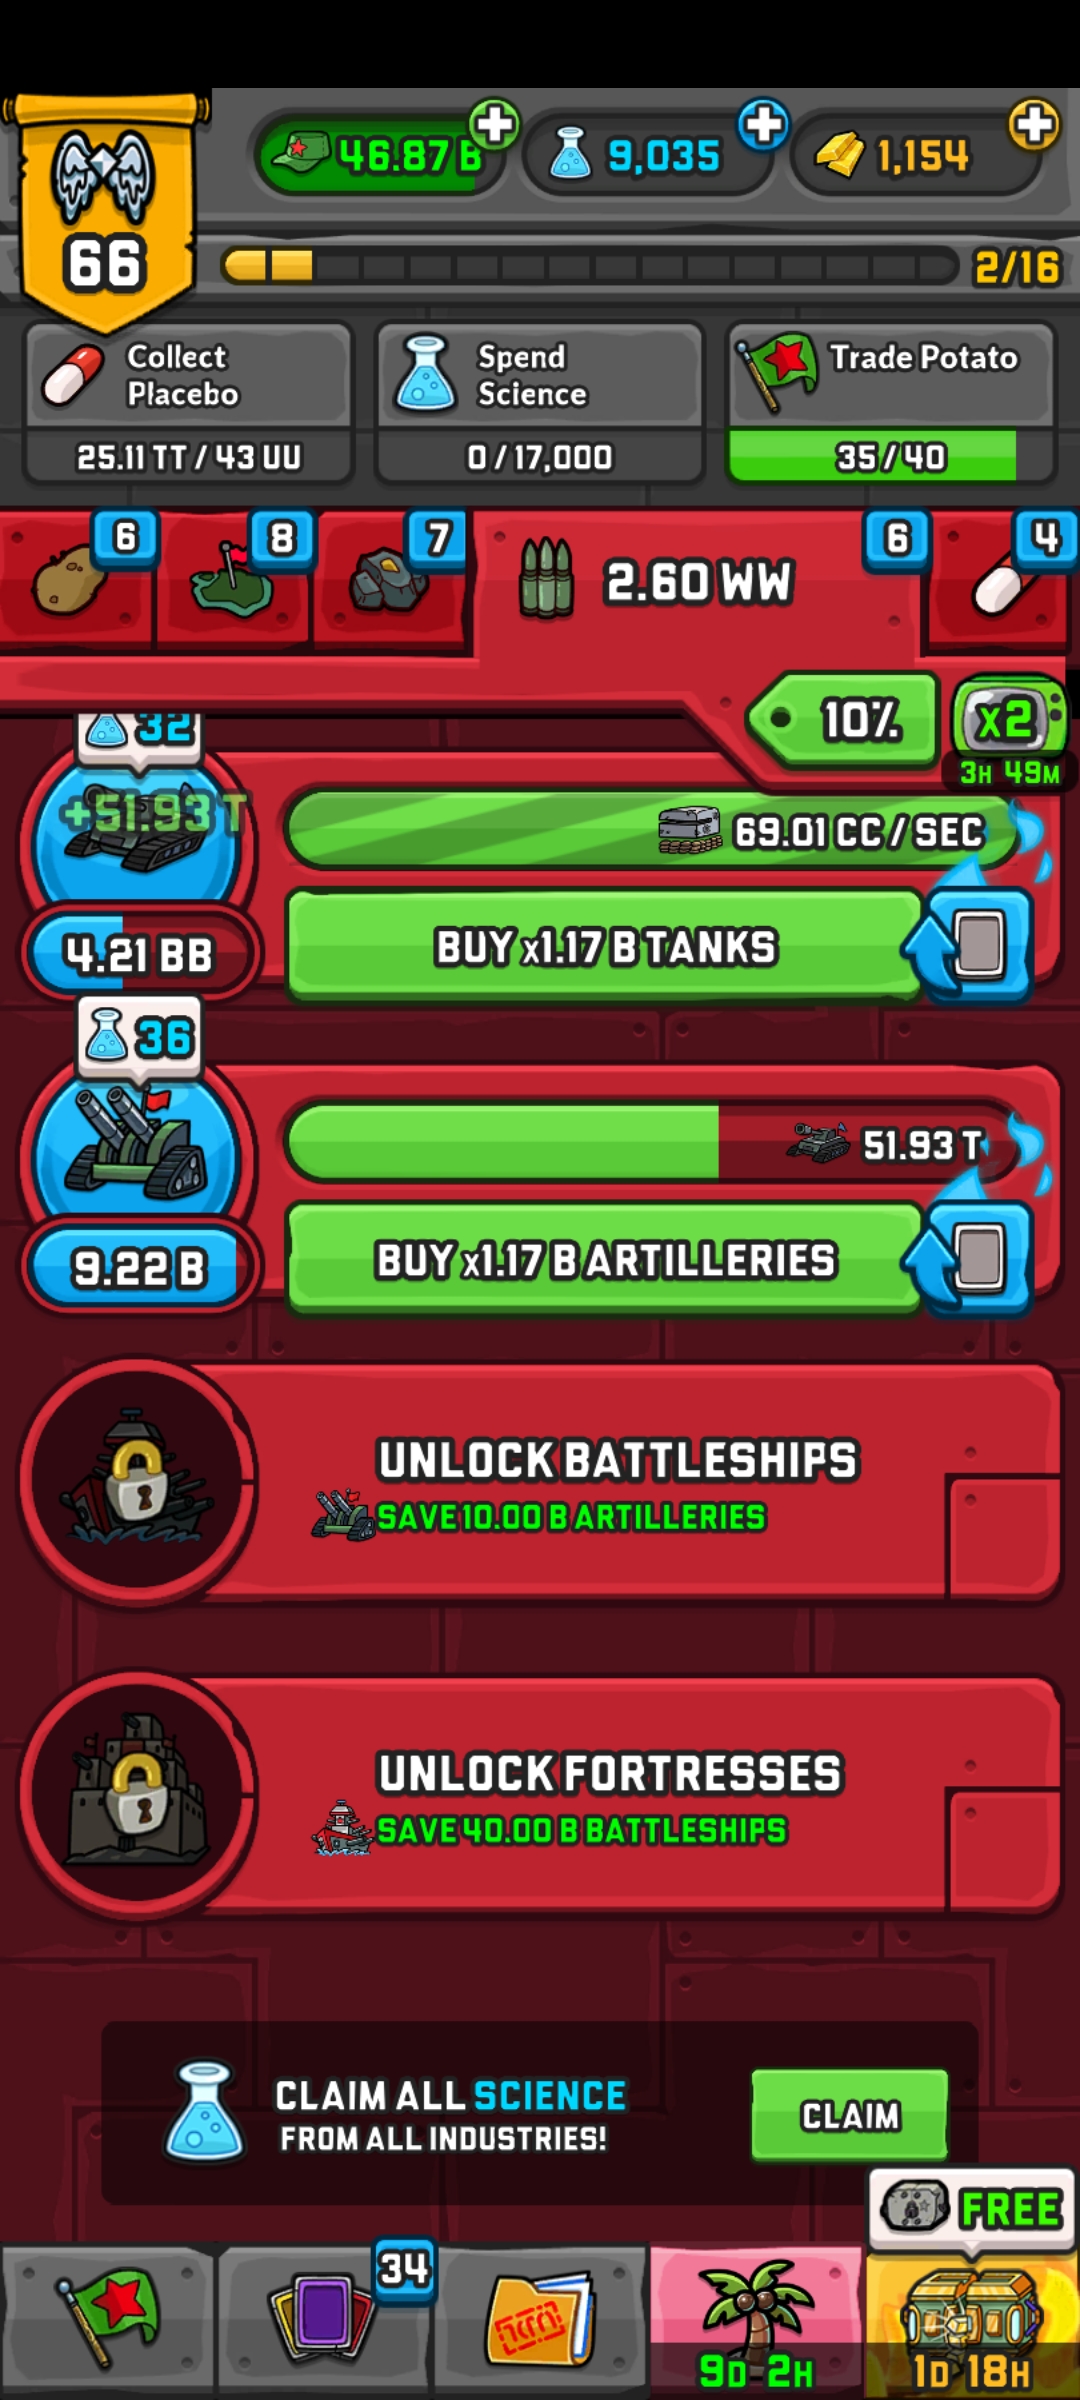 46.87 B
9,035
1,154
66
2/16
Collect
Placebo
25.11 TT / 43 UU
Spend
Science
0 / 17,000
Trade Potato
35 / 40
6
8
7
2.60 WW
6
4
10%
x2
3H 49M
32
+51.93 T
69.01 CC / SEC
4.21 BB
BUY x1.17 B TANKS
36
51.93 T
9.22 B
BUY x1.17 B ARTILLERIES
UNLOCK BATTLESHIPS
SAVE 10.00 B ARTILLERIES
UNLOCK FORTRESSES
SAVE 40.00 B BATTLESHIPS
CLAIM ALL SCIENCE
FROM ALL INDUSTRIES!
CLAIM
FREE
34
9D 2H
1D 18H